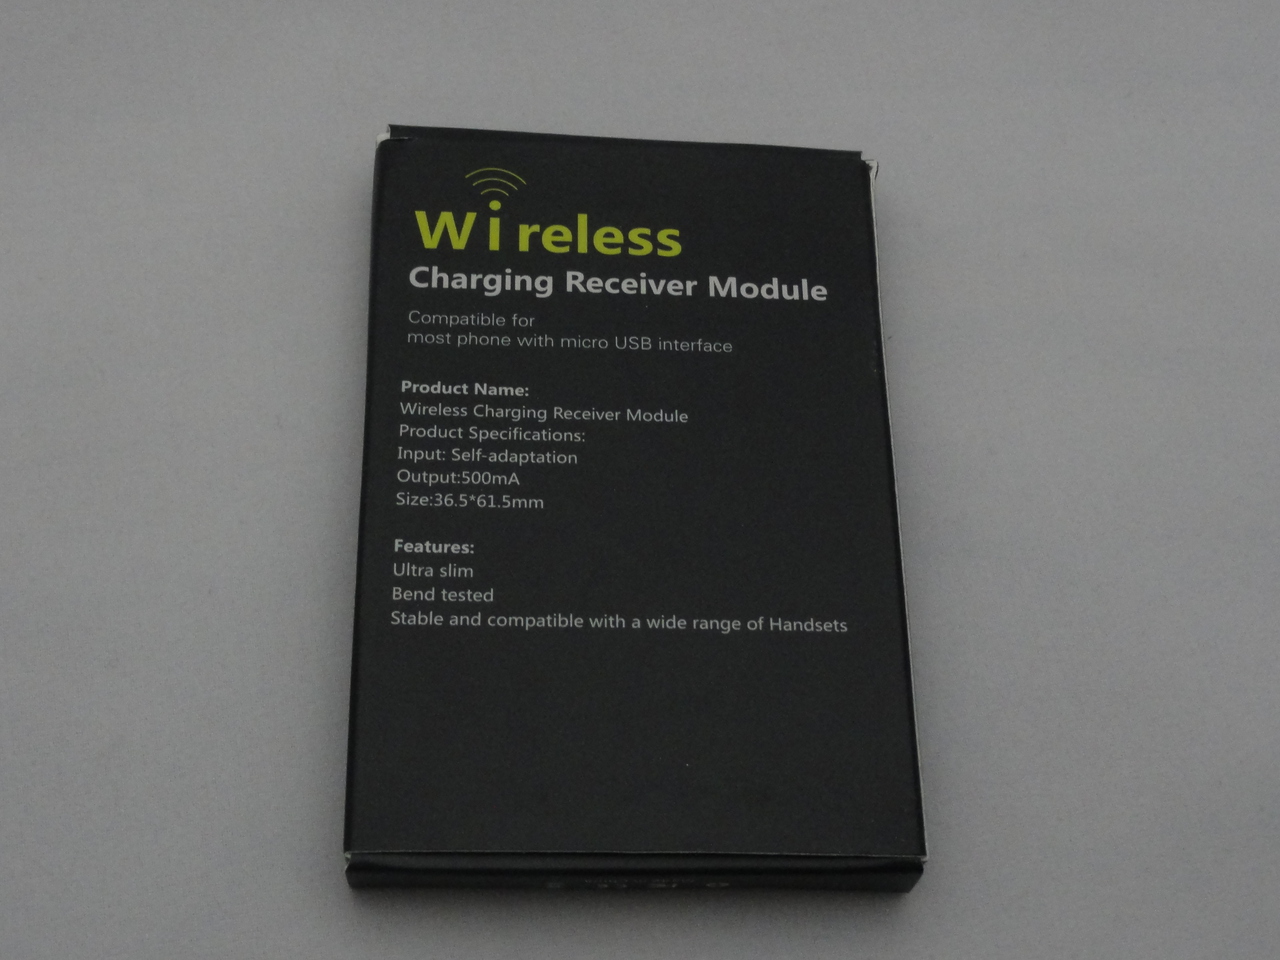 Wireless
Charging Receiver Module
Compatible for
most phone with micro USB interface
Product Name:
Wireless Charging Receiver Module
Product Specifications:
Input: Self-adaptation
Output:500mA
Size:36.5*61.5mm
Features:
Ultra slim
Bend tested
Stable and compatible with a wide range of Handsets